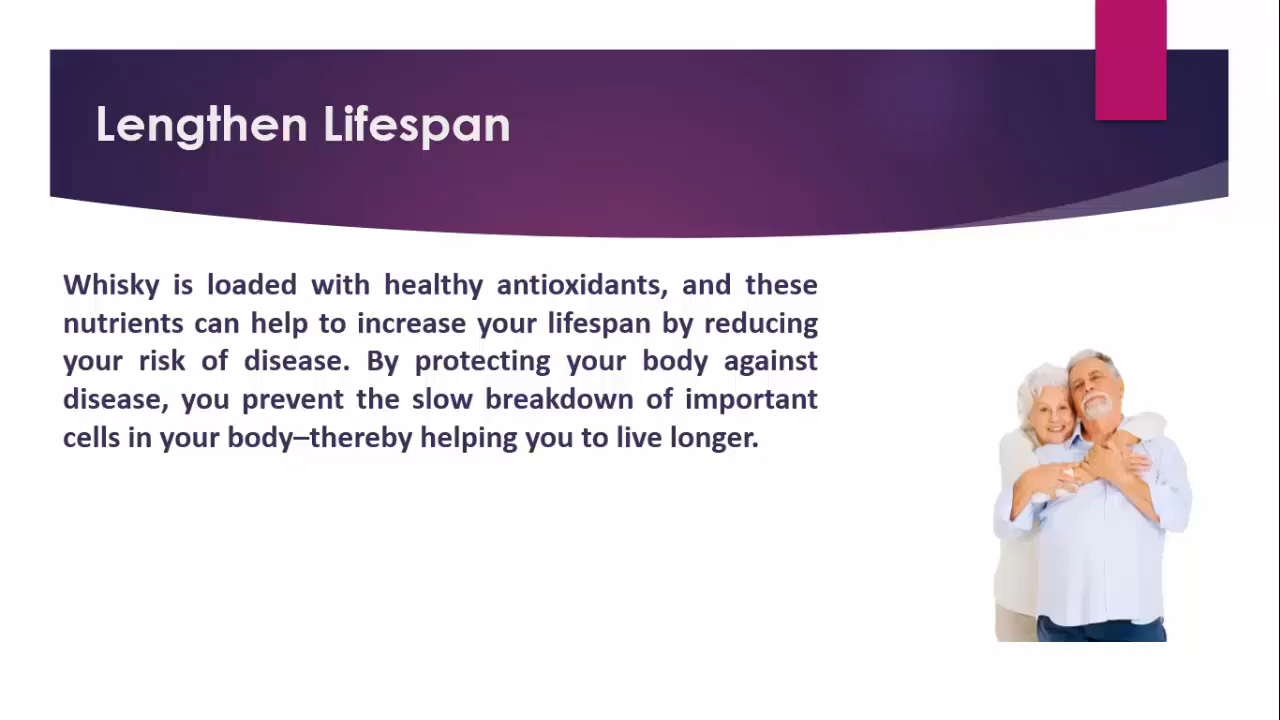 Lengthen Lifespan
Whisky is loaded with healthy antioxidants, and these
nutrients can help to increase your lifespan by reducing
your risk of disease. By protecting your body against
disease, you prevent the slow breakdown of important
cells in your body–thereby helping you to live longer.